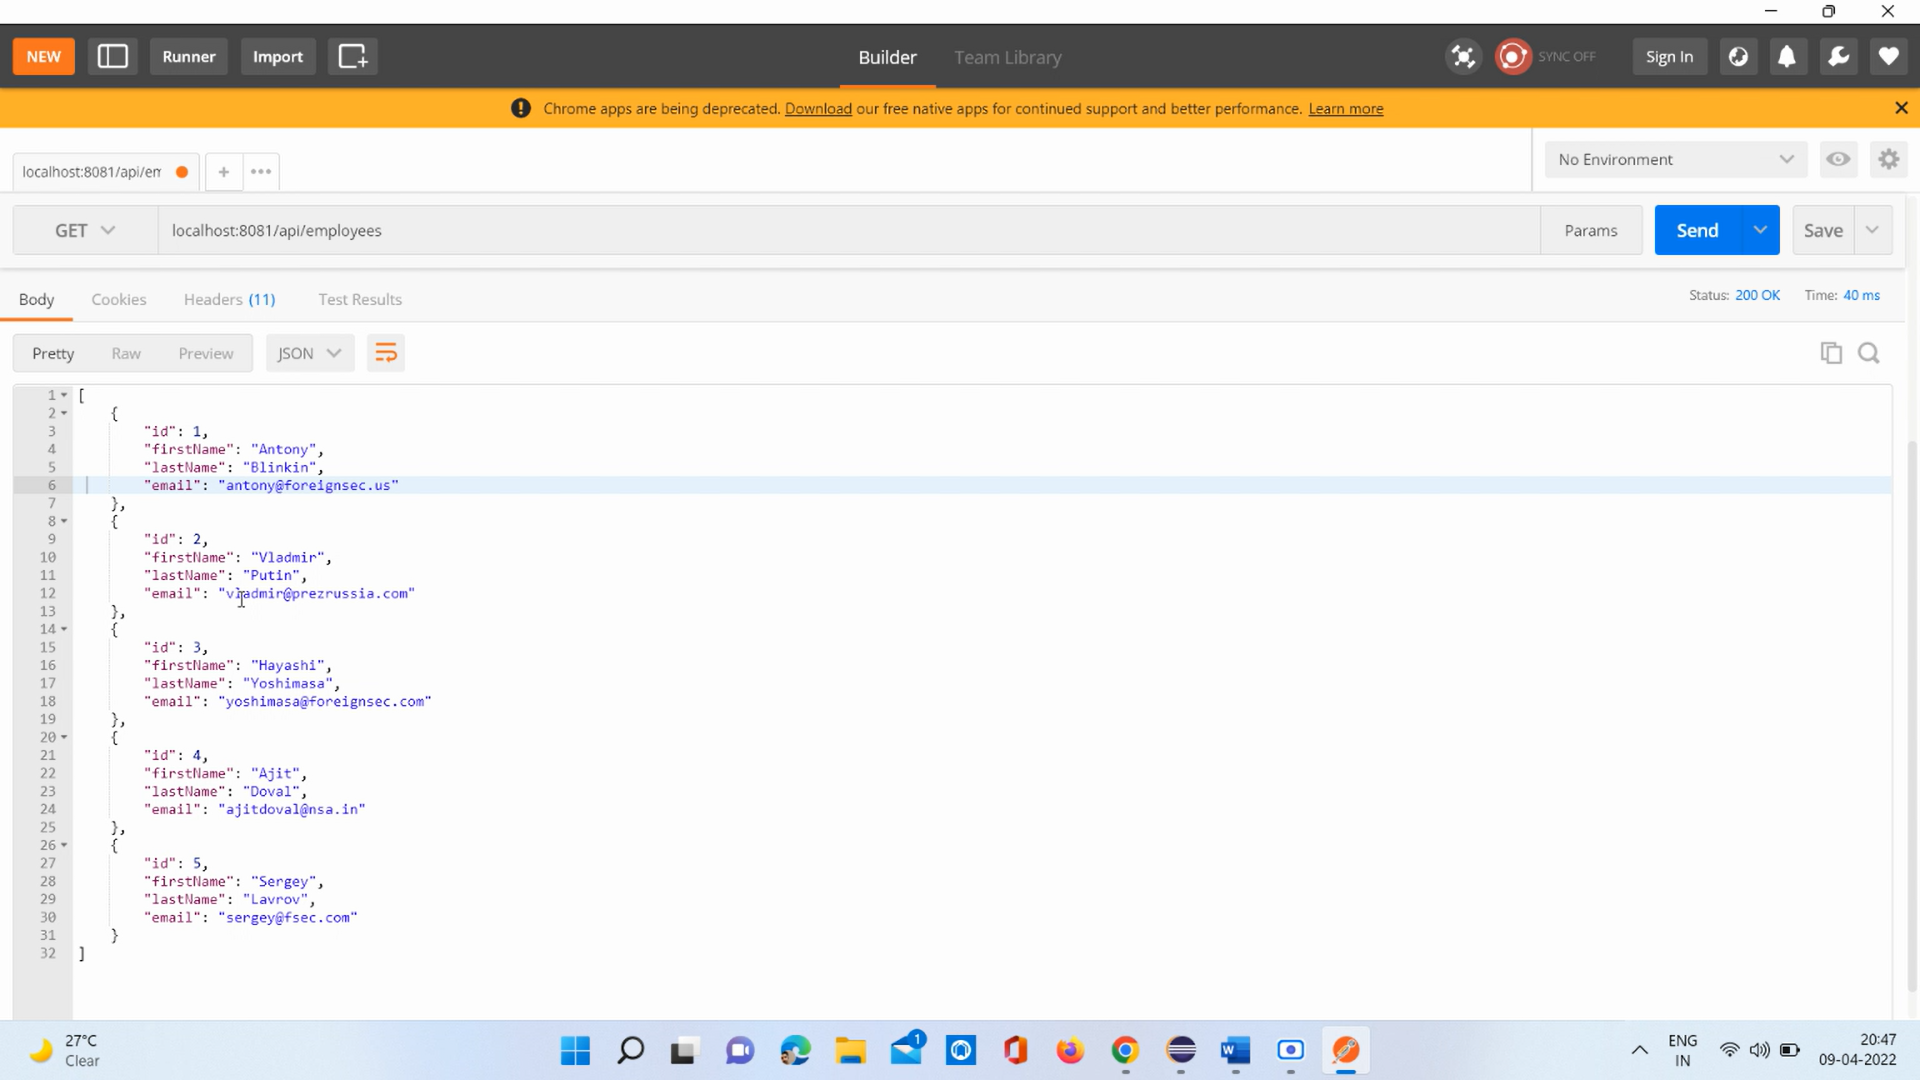 NEW Runner Import Builder Team Library SYNC OFF Sign In
Chrome apps are being deprecated. Download our free native apps for continued support and better performance. Learn more
localhost:8081/api/em No Environment
GET localhost:8081/api/employees Params Send Save
Body Cookies Headers (11) Test Results Status: 200 OK Time: 40 ms
Pretty Raw Preview JSON
1 [
2 {
3 "id": 1,
4 "firstName": "Antony",
5 "lastName": "Blinkin",
6 "email": "antony@foreignsec.us"
7 },
8 {
9 "id": 2,
10 "firstName": "Vladmir",
11 "lastName": "Putin",
12 "email": "vladmir@prezrussia.com"
13 },
14 {
15 "id": 3,
16 "firstName": "Hayashi",
17 "lastName": "Yoshimasa",
18 "email": "yoshimasa@foreignsec.com"
19 },
20 {
21 "id": 4,
22 "firstName": "Ajit",
23 "lastName": "Doval",
24 "email": "ajitdoval@nsa.in"
25 },
26 {
27 "id": 5,
28 "firstName": "Sergey",
29 "lastName": "Lavrov",
30 "email": "sergey@fsec.com"
31 }
32 ]
27°C ENG 20:47
Clear IN 09-04-2022